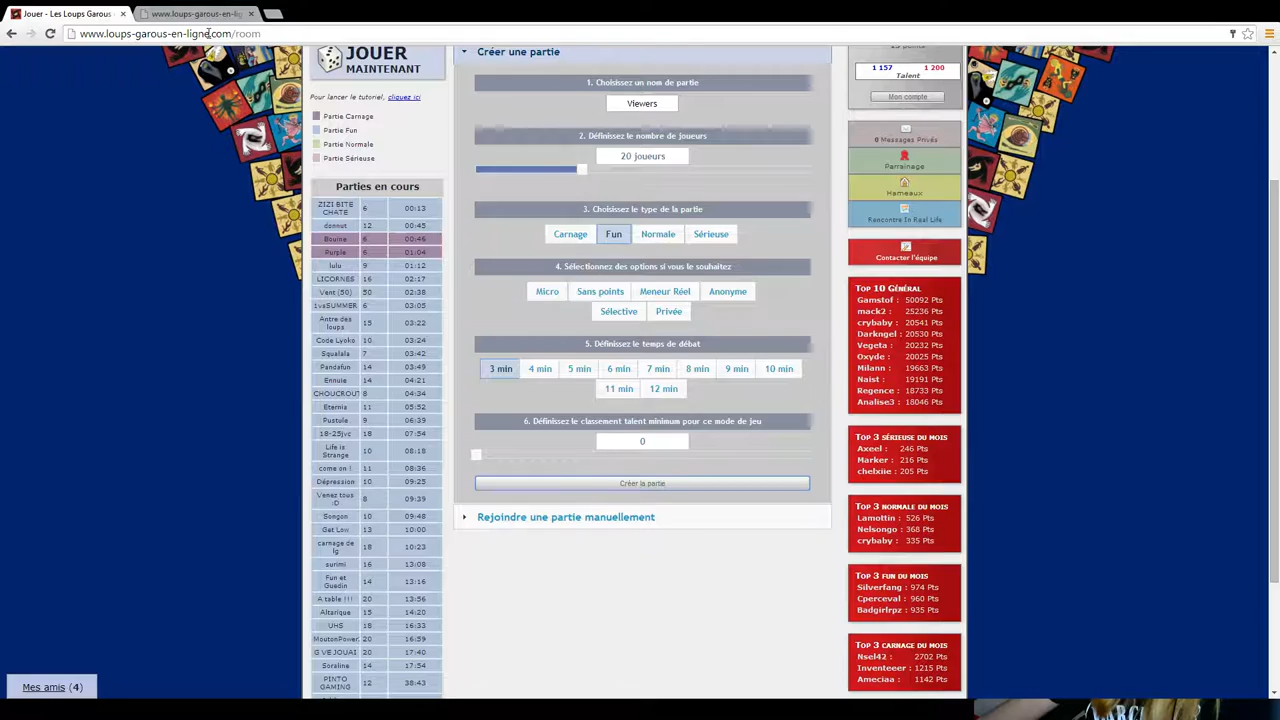 Jouer - Les Loups Garous
www.loups-garous-en-lig
www.loups-garous-en-ligne.com/room
JOUER
MAINTENANT
Pour lancer le tutoriel, cliquez ici
Partie Carnage
Partie Fun
Partie Normale
Partie Sérieuse
Parties en cours
ZIZI BITE CHATE 6 00:13
donnut 12 00:45
Bourne 6 00:46
Purple 6 01:04
lulu 9 01:12
LICORNES 16 02:17
Vent (50) 50 02:38
1vsSUMMER 6 03:05
Antre des loups 15 03:22
Code Lyoko 10 03:24
Squalala 7 03:42
Pandafun 14 03:49
Ennuie 14 04:21
CHOUCROUT 8 04:34
Eternia 11 05:52
Pustule 9 06:39
18-25jvc 18 07:54
Life is Strange 10 08:18
come on ! 11 08:36
Dépression 10 09:25
Venez tous :D 8 09:39
Songon 10 09:48
Get Low 13 10:00
carnage de lg 18 10:23
surimi 16 13:08
Fun et Guedin 14 13:16
A table !!! 20 13:56
Altarique 15 14:20
UHS 18 16:33
MoutonPower 20 16:59
G VE JOUAI 20 17:40
Soraline 14 17:54
PINTO GAMING 12 38:43
Mes amis (4)
Créer une partie
1. Choisissez un nom de partie
Viewers
2. Définissez le nombre de joueurs
20 joueurs
3. Choisissez le type de la partie
Carnage Fun Normale Sérieuse
4. Sélectionnez des options si vous le souhaitez
Micro Sans points Meneur Réel Anonyme
Sélective Privée
5. Définissez le temps de débat
3 min 4 min 5 min 6 min 7 min 8 min 9 min 10 min
11 min 12 min
6. Définissez le classement talent minimum pour ce mode de jeu
0
Créer la partie
Rejoindre une partie manuellement
1 157 1 200
Talent
Mon compte
0 Messages Privés
Parrainage
Hameaux
Rencontre In Real Life
Contacter l'équipe
Top 10 Général
Gamstof : 50092 Pts
mack2 : 25236 Pts
crybaby : 20541 Pts
Darkngel : 20530 Pts
Vegeta : 20232 Pts
Oxyde : 20025 Pts
Milann : 19663 Pts
Naist : 19191 Pts
Regence : 18733 Pts
Analise3 : 18046 Pts
Top 3 sérieuse du mois
Axeel : 246 Pts
Marker : 216 Pts
chelxiie : 205 Pts
Top 3 normale du mois
Lamottin : 526 Pts
Nelsongo : 368 Pts
crybaby : 335 Pts
Top 3 fun du mois
Silverfang : 974 Pts
Cperceval : 960 Pts
Badgirlrpz : 935 Pts
Top 3 carnage du mois
Nsel42 : 2702 Pts
Inventeeer : 1215 Pts
Ameciaa : 1142 Pts